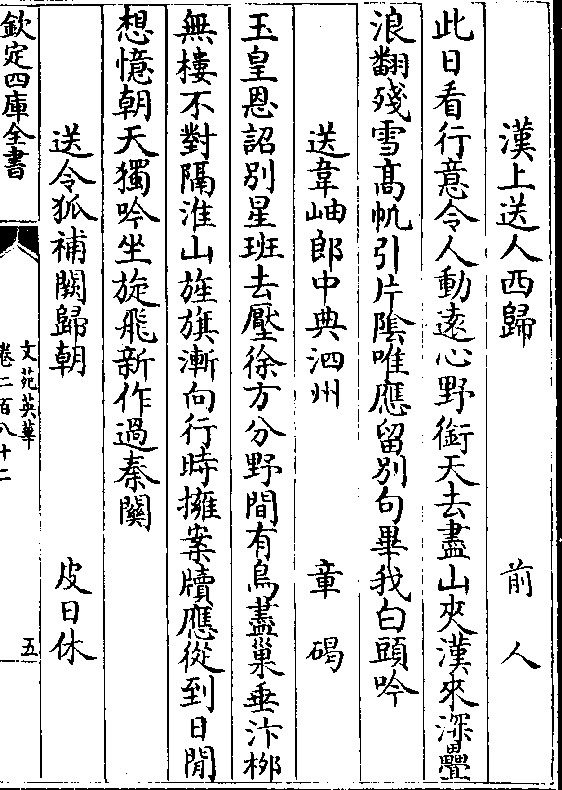 漢上送人西歸　前人
此日看行意令人動遠心野銜天去盡山夾漢來深疊
浪翻殘雪髙帆引片陰唯應留別句畢我白頭吟
送韋岫郎中典泗州　章碣
玉皇恩詔別星班去壓徐方分野間有鳥盡巢垂汴栁
無樓不對隔淮山旌旗漸向行時擁案牘應從到日閒
想憶朝天獨吟坐旋飛新作過秦關
送令狐補闕歸朝　皮日休
欽定四庫全書
文苑英華
卷二百八十二
五